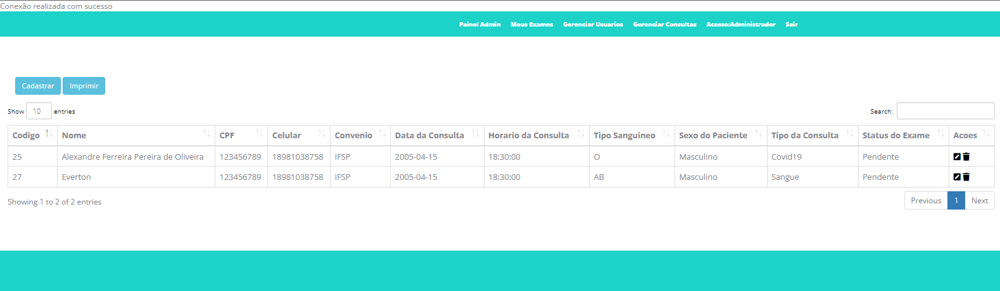 Conexão realizada com sucesso
Painel Admin Meus Exames Gerenciar Usuarios Gerenciar Consultas Acesso:Administrador Sair
Cadastrar Imprimir
Show 10 entries Search:
Codigo Nome CPF Celular Convenio Data da Consulta Horario da Consulta Tipo Sanguineo Sexo do Paciente Tipo da Consulta Status do Exame Acoes
25 Alexandre Ferreira Pereira de Oliveira 123456789 18981038758 IFSP 2005-04-15 18:30:00 O Masculino Covid19 Pendente
27 Everton 123456789 18981038758 IFSP 2005-04-15 18:30:00 AB Masculino Sangue Pendente
Showing 1 to 2 of 2 entries Previous 1 Next